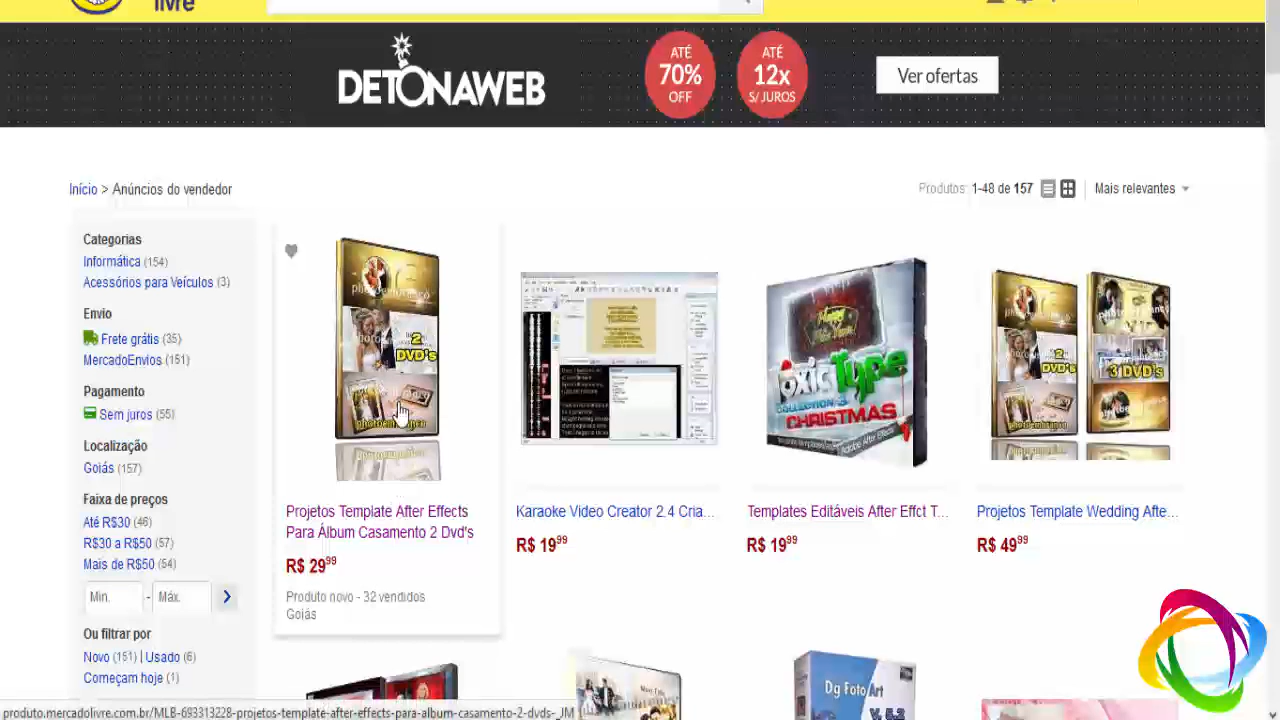 livre
DETONAWEB
ATÉ
70%
OFF
ATÉ
12x
S/JUROS
Ver ofertas
Início > Anúncios do vendedor
Produtos: 1-48 de 157
Mais relevantes
Categorias
Informática (154)
Acessórios para Veículos (3)
Envio
Frete grátis (35)
MercadoEnvios (151)
Pagamento
Sem juros (35)
Localização
Goiás (157)
Faixa de preços
Até R$30 (46)
R$30 a R$50 (57)
Mais de R$50 (54)
Min. - Máx.
Ou filtrar por
Novo (151) | Usado (6)
Começam hoje (1)
2
DVD's
Projetos Template After Effects
Para Álbum Casamento 2 Dvd's
R$ 29 99
Produto novo - 32 vendidos
Goiás
Karaoke Video Creator 2.4 Cria...
R$ 19 99
COLLECTION 3
CHRISTMAS
Templates Editáveis After Effct T...
R$ 19 99
2
DVD's
3 DVD's
Projetos Template Wedding Afte...
R$ 49 99
Dg Foto Art
produto.mercadolivre.com.br/MLB-693313228-projetos-template-after-effects-para-album-casamento-2-dvds-_JM